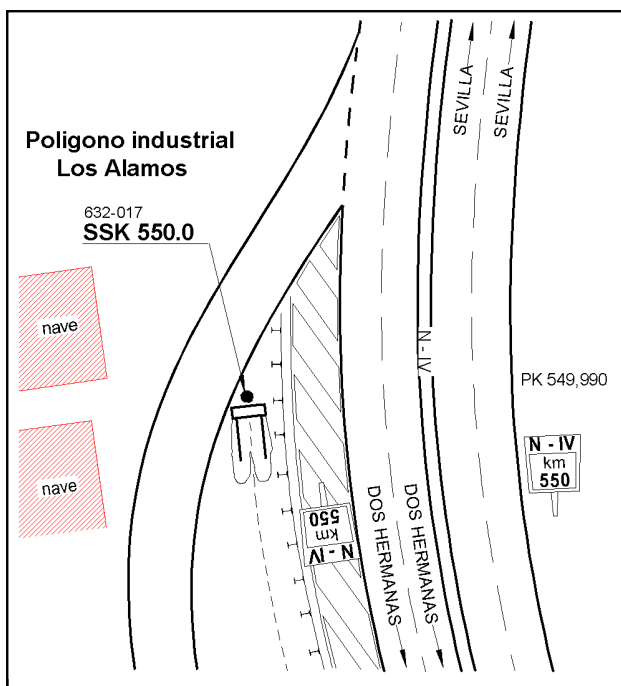 SEVILLA
SEVILLA
Poligono industrial
Los Alamos
632-017
SSK 550.0
nave
N - IV
PK 549,990
N - IV
km
550
nave
DOS HERMANAS
DOS HERMANAS
N - IV
km
550